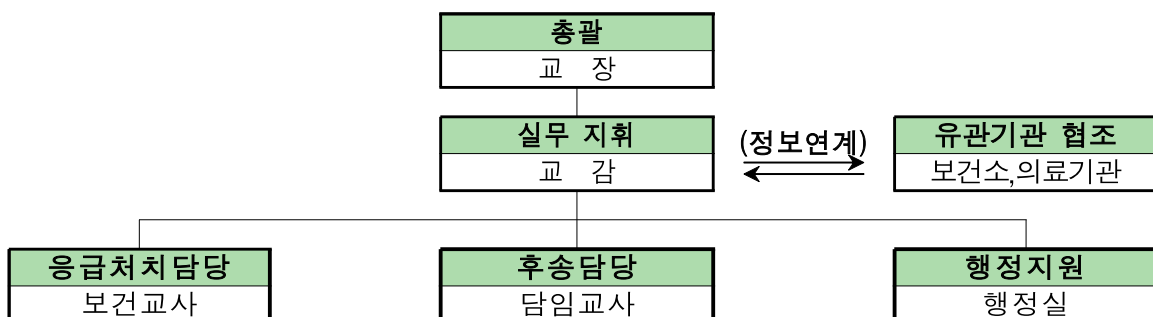 총괄
교 장
실무 지휘
교 감
(정보연계)
유관기관 협조
보건소,의료기관
응급처치담당
보건교사
후송담당
담임교사
행정지원
행정실